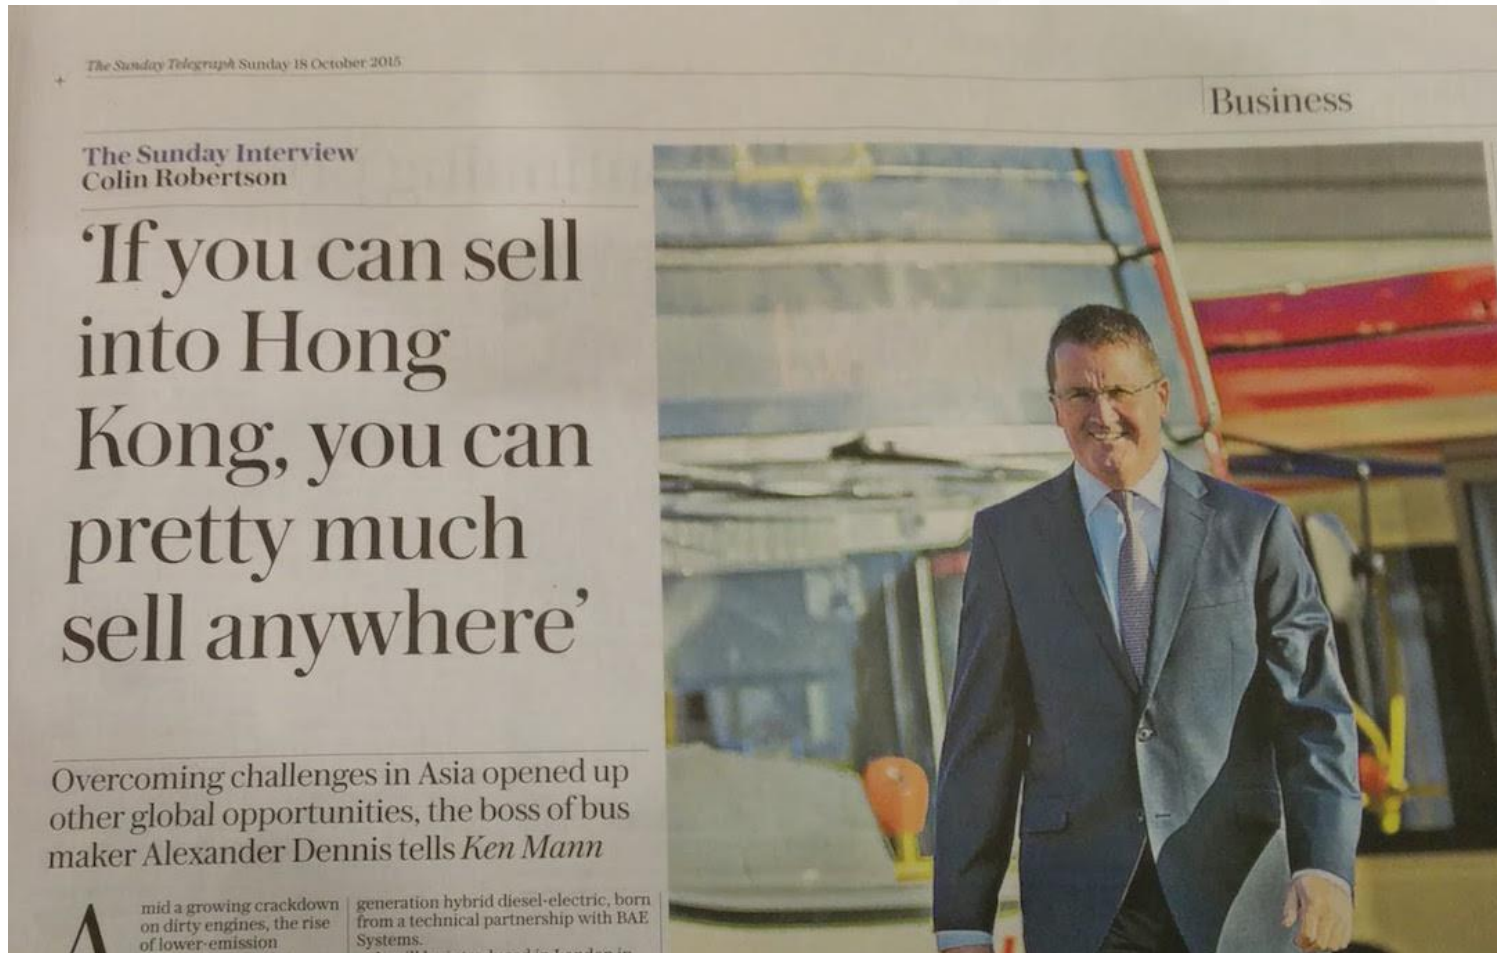 The Sunday Telegraph Sunday 18 October 2015
Business
The Sunday Interview
Colin Robertson
‘If you can sell
into Hong
Kong, you can
pretty much
sell anywhere’
Overcoming challenges in Asia opened up
other global opportunities, the boss of bus
maker Alexander Dennis tells Ken Mann
Amid a growing crackdown
on dirty engines, the rise
of lower-emission
generation hybrid diesel-electric, born
from a technical partnership with BAE
Systems.